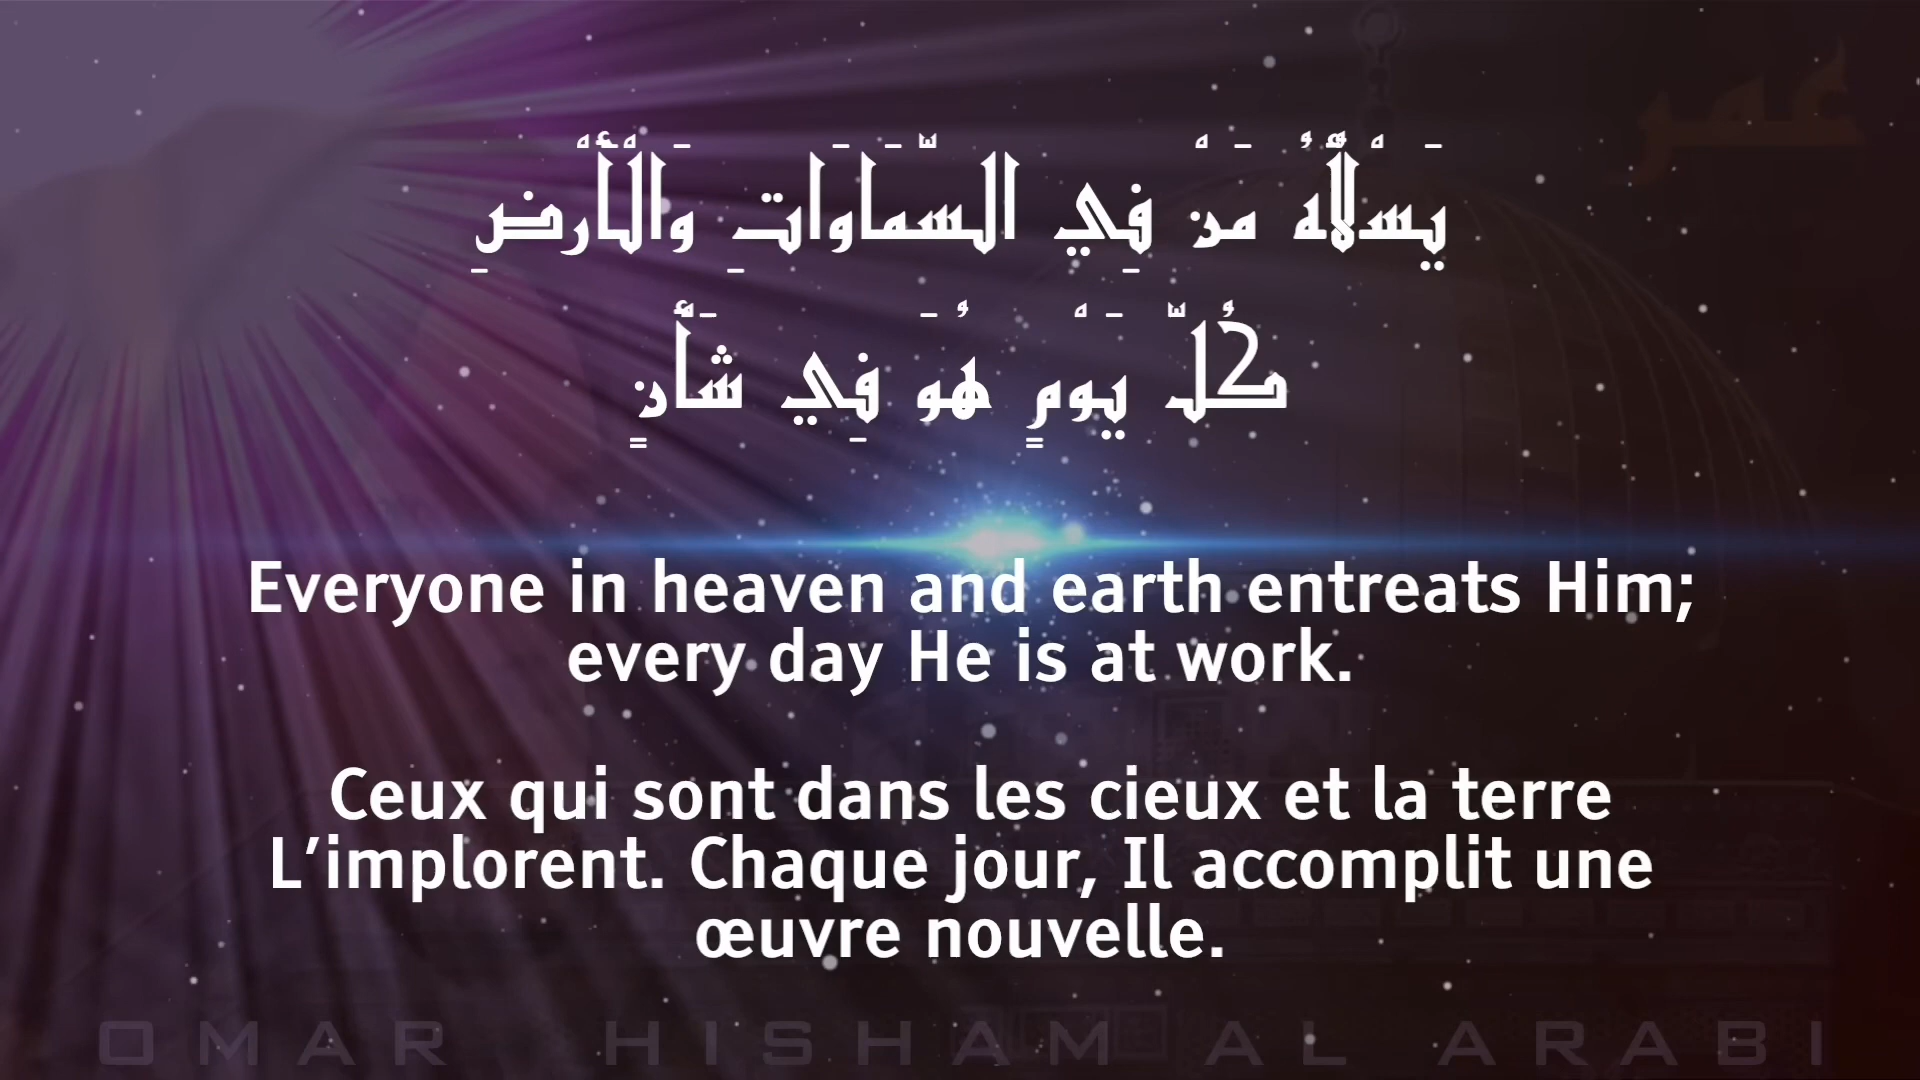 عمر
يَسْلَأُهُ مَنْ فِي السَّمَاوَاتِ وَالْأَرْضِ
كُلَّ يَوْمٍ هُوَ فِي شَأْنٍ
Everyone in heaven and earth entreats Him;
every day He is at work.
Ceux qui sont dans les cieux et la terre
L’implorent. Chaque jour, Il accomplit une
œuvre nouvelle.
OMAR HISHAM AL ARABI